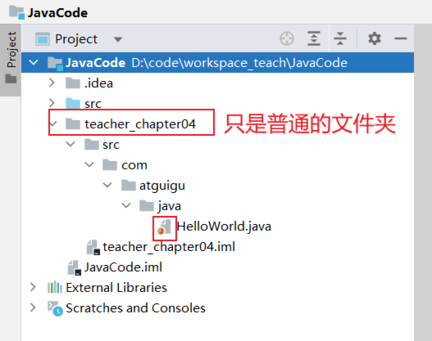 JavaCode
Project
Project
JavaCode D:\code\workspace_teach\JavaCode
.idea
src
teacher_chapter04 只是普通的文件夹
src
com
atguigu
java
HelloWorld.java
teacher_chapter04.iml
JavaCode.iml
External Libraries
Scratches and Consoles